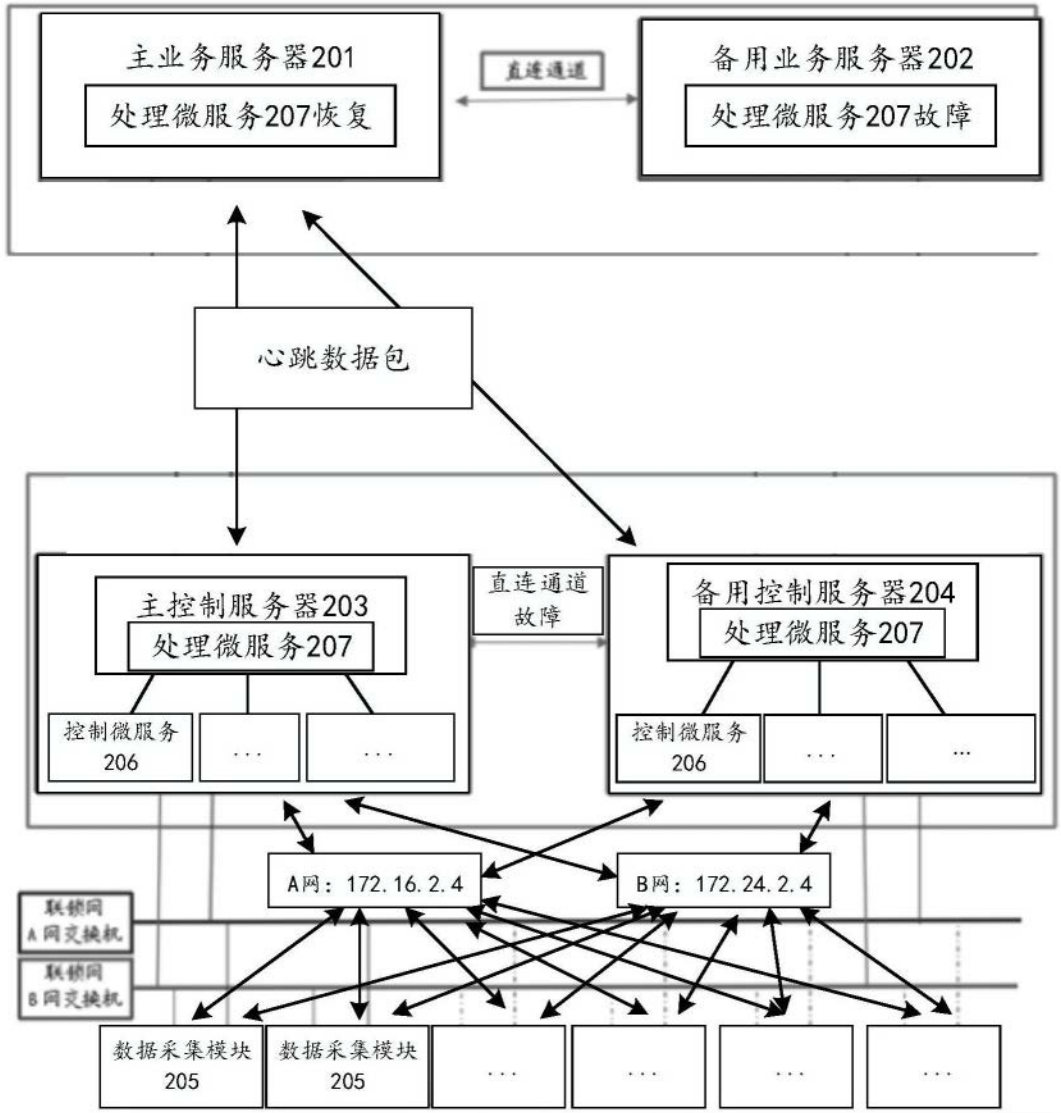 主业务服务器201
处理微服务207恢复
直连通道
备用业务服务器202
处理微服务207故障
心跳数据包
主控制服务器203
处理微服务207
控制微服务
206
...
...
直连通道
故障
备用控制服务器204
处理微服务207
控制微服务
206
...
...
A网：172.16.2.4
B网：172.24.2.4
联锁网
A网交换机
联锁网
B网交换机
数据采集模块
205
数据采集模块
205
...
...
...
...